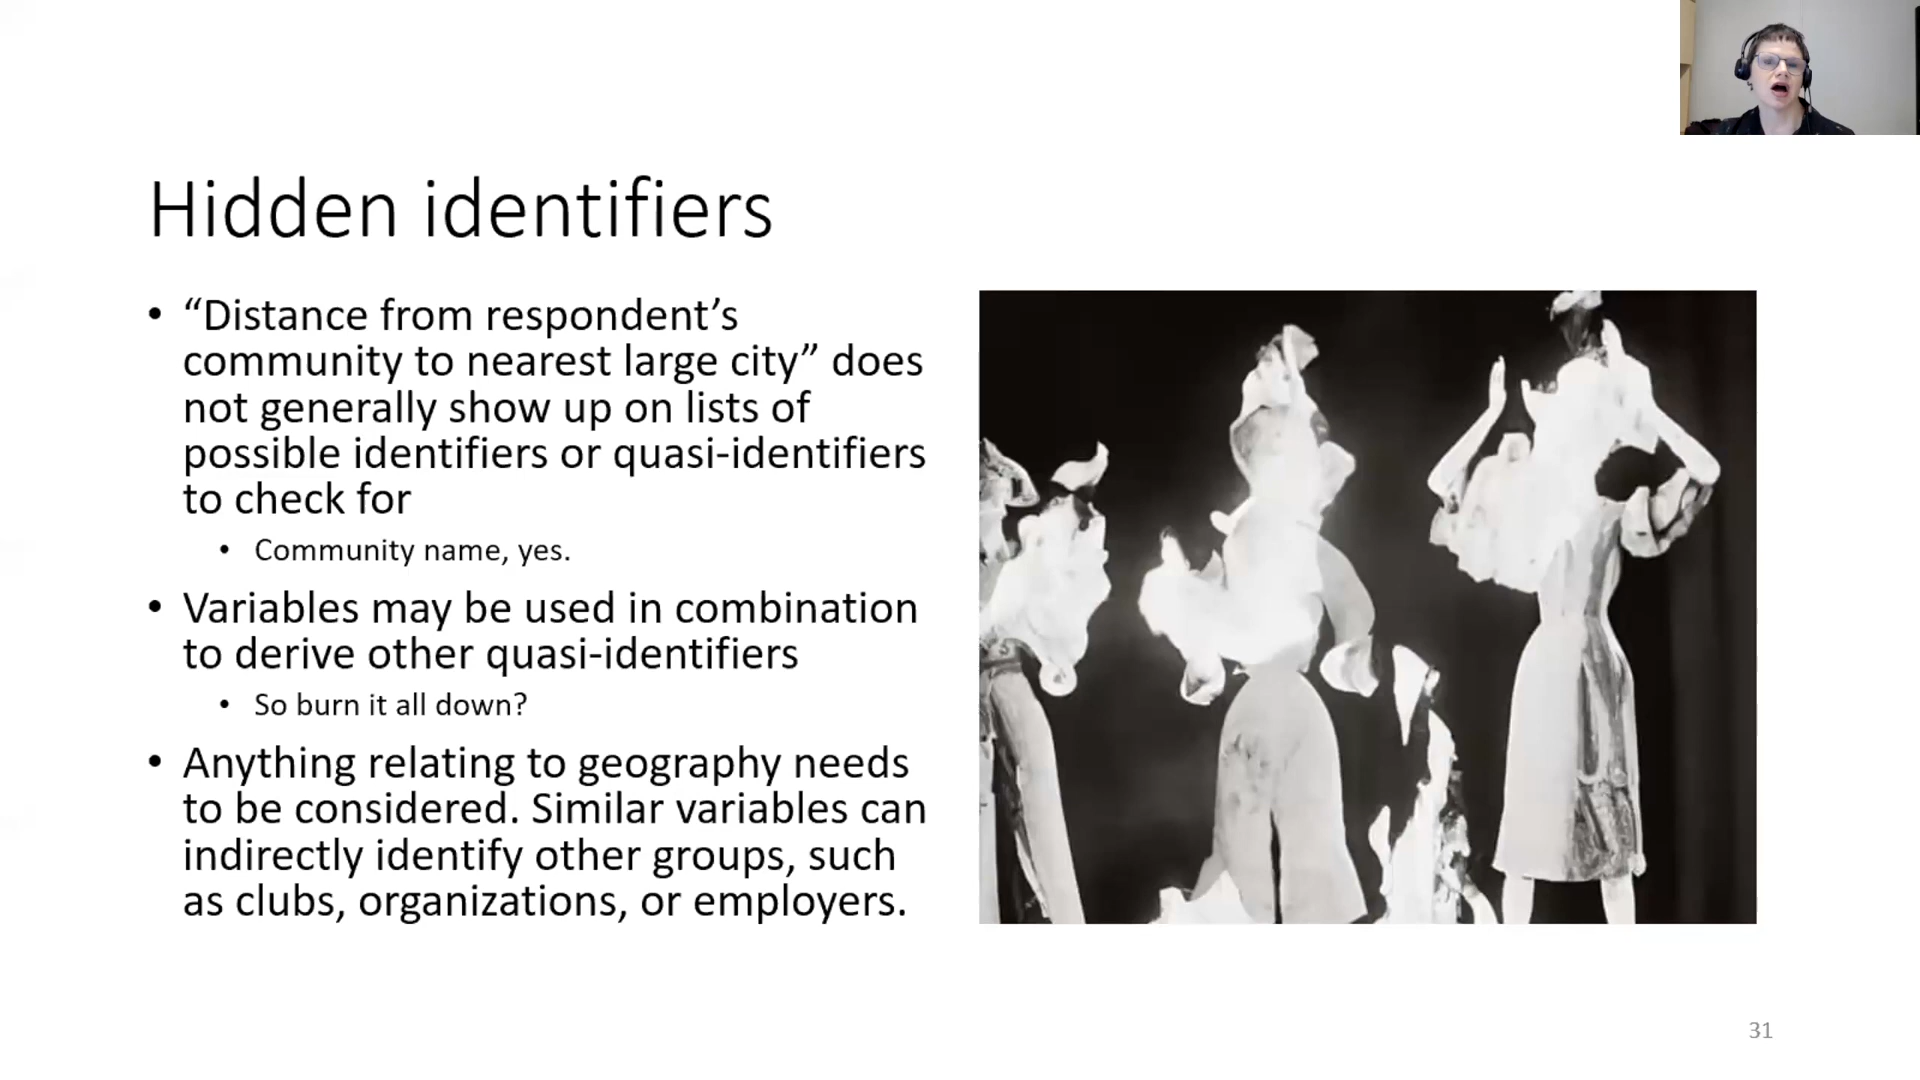 Hidden identifiers
• “Distance from respondent’s
community to nearest large city” does
not generally show up on lists of
possible identifiers or quasi-identifiers
to check for
• Community name, yes.
• Variables may be used in combination
to derive other quasi-identifiers
• So burn it all down?
• Anything relating to geography needs
to be considered. Similar variables can
indirectly identify other groups, such
as clubs, organizations, or employers.
31